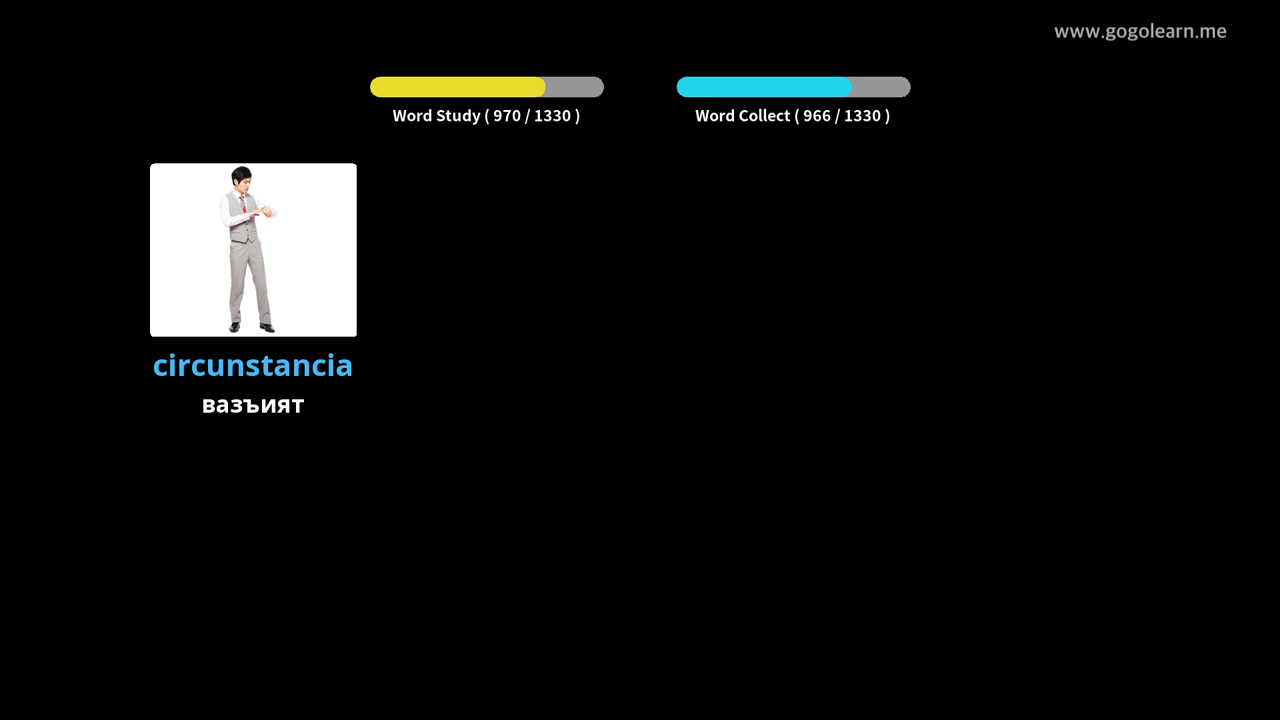 www.gogolearn.me
Word Study ( 970 / 1330 )
Word Collect ( 966 / 1330 )
circunstancia
вазъият